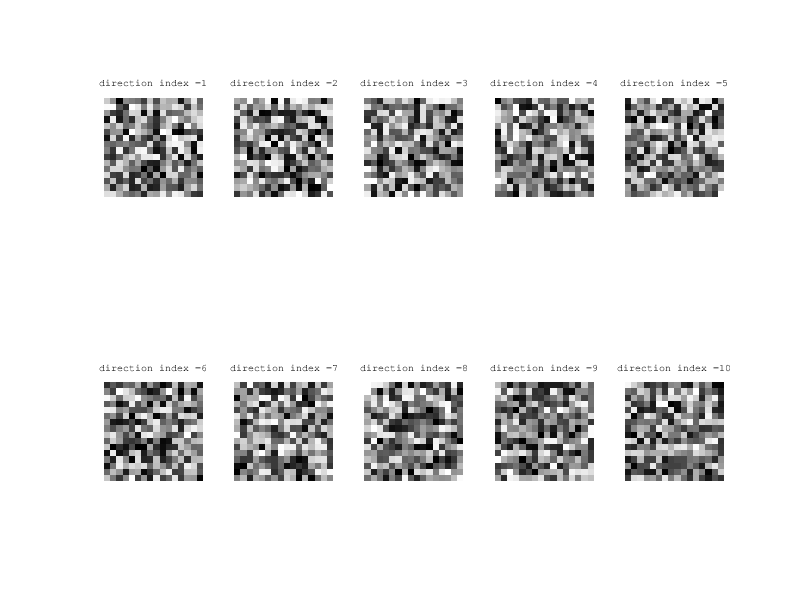 direction index =1 direction index =2 direction index =3 direction index =4 direction index =5
direction index =6 direction index =7 direction index =8 direction index =9 direction index =10